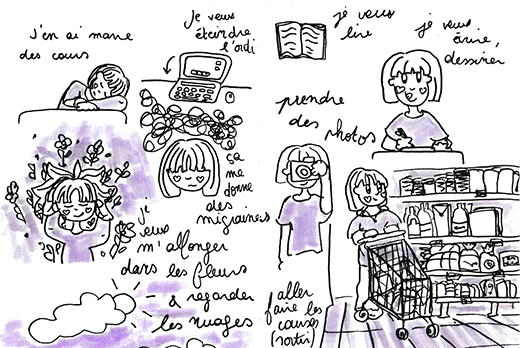 j'en ai marre
des cours
je veux
éteindre
l'ordi
ça
me
donne
des
migraines
je
veux
m'allonger
dans les fleurs
& regarder
les nuages
je veux
lire
je veux
écrire,
dessiner
prendre
des photos
aller
faire les
courses
(sortir)